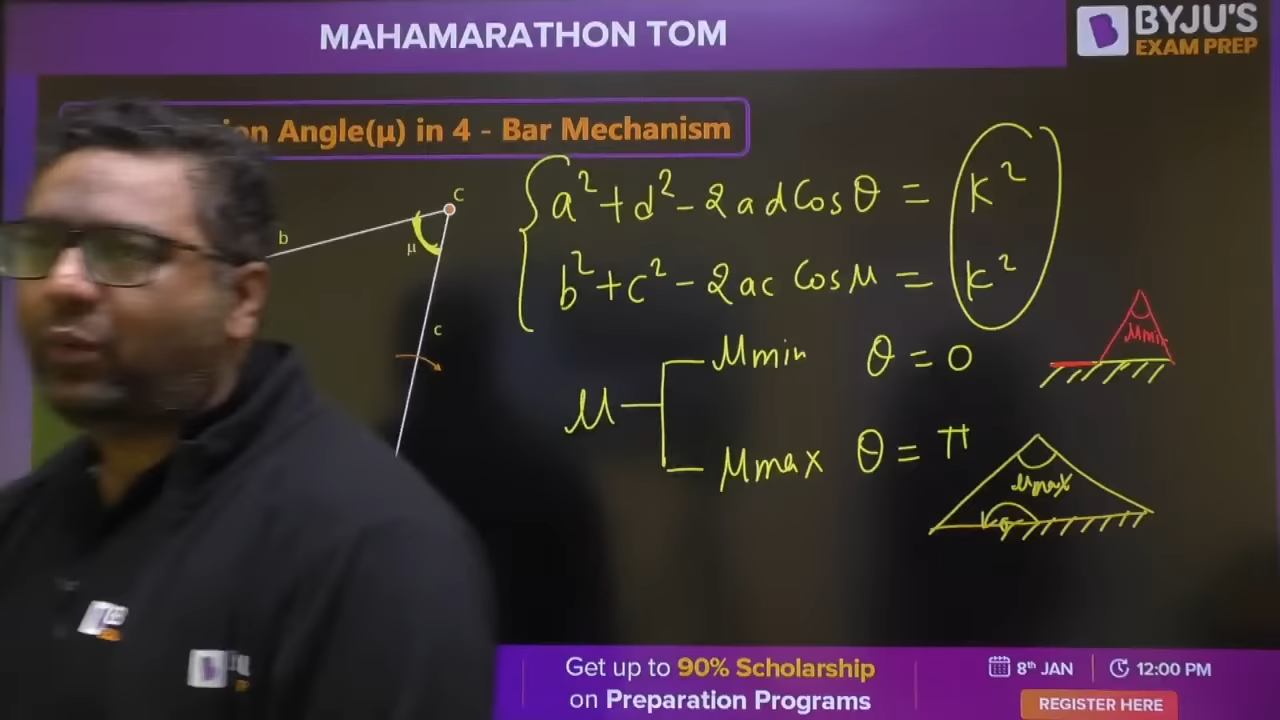 MAHAMARATHON TOM
BYJU'S
EXAM PREP
ion Angle(μ) in 4 - Bar Mechanism
C
b
μ
c
a² + d² - 2ad Cos θ = k²
b² + c² - 2ac Cos μ = k²
μ
μmin θ = 0
μmax θ = π
μmin
μmax
Get up to 90% Scholarship
on Preparation Programs
8th JAN
12:00 PM
REGISTER HERE